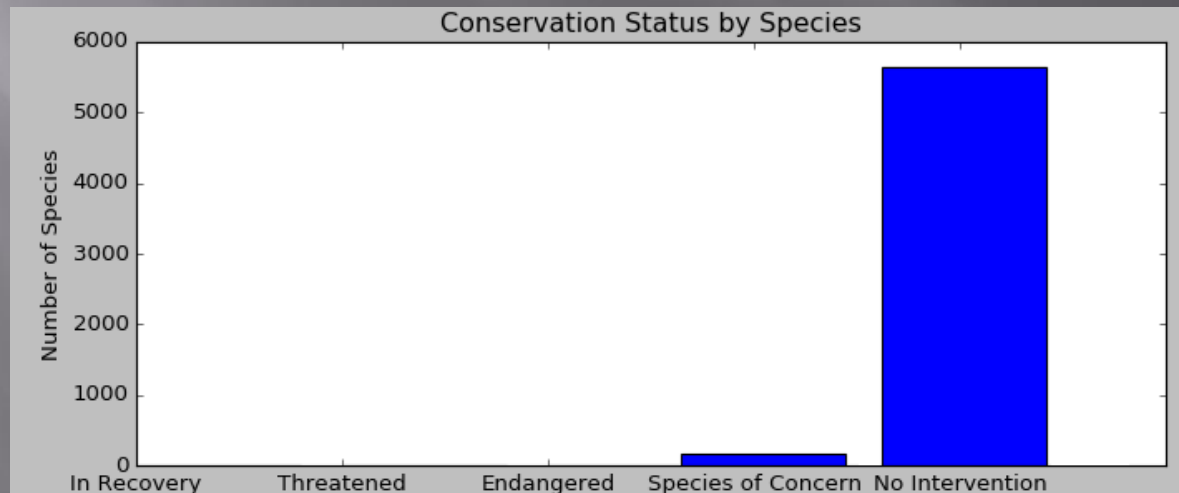 Conservation Status by Species
6000
5000
4000
3000
2000
1000
0
Number of Species
In Recovery Threatened Endangered Species of Concern No Intervention